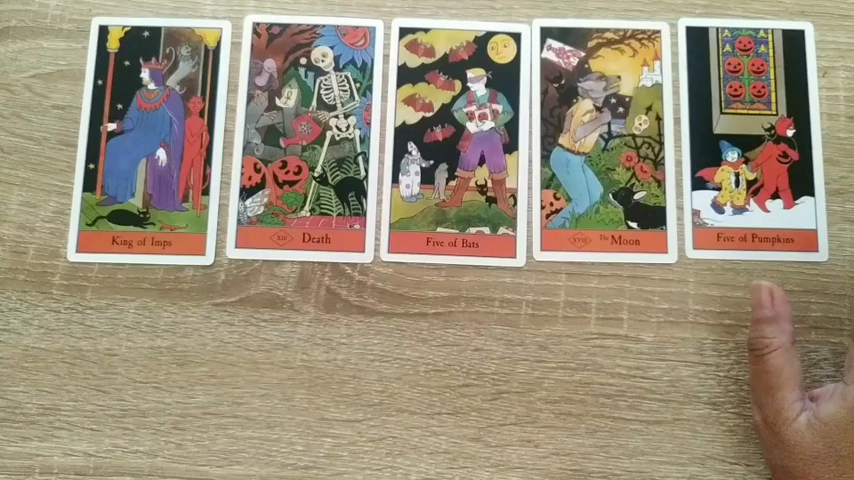 King of Imps
XIII Death
Five of Bats
XVIII The Moon
Five of Pumpkins